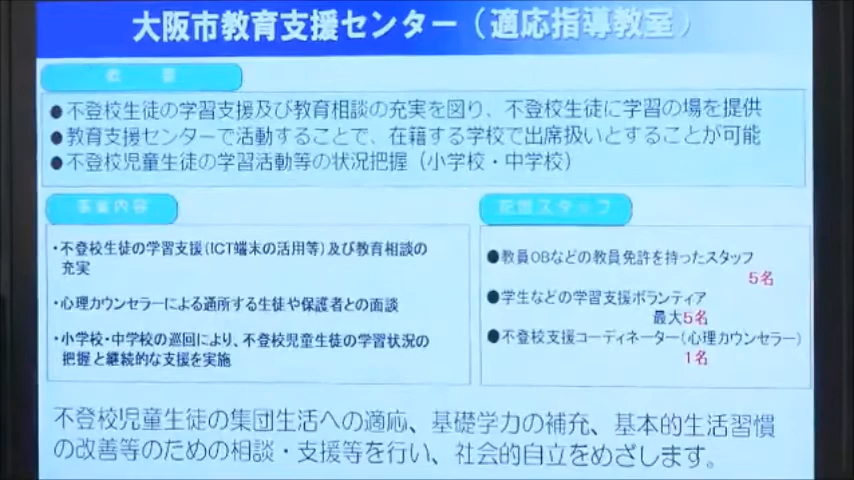 大阪市教育支援センター（適応指導教室）
概 要
●不登校生徒の学習支援及び教育相談の充実を図り、不登校生徒に学習の場を提供
●教育支援センターで活動することで、在籍する学校で出席扱いとすることが可能
●不登校児童生徒の学習活動等の状況把握（小学校・中学校）
事業内容
・不登校生徒の学習支援（ICT端末の活用等）及び教育相談の
充実
・心理カウンセラーによる通所する生徒や保護者との面談
・小学校・中学校の巡回により、不登校児童生徒の学習状況の
把握と継続的な支援を実施
配置スタッフ
●教員OBなどの教員免許を持ったスタッフ
5名
●学生などの学習支援ボランティア
最大5名
●不登校支援コーディネーター（心理カウンセラー）
1名
不登校児童生徒の集団生活への適応、基礎学力の補充、基本的生活習慣
の改善等のための相談・支援等を行い、社会的自立をめざします。